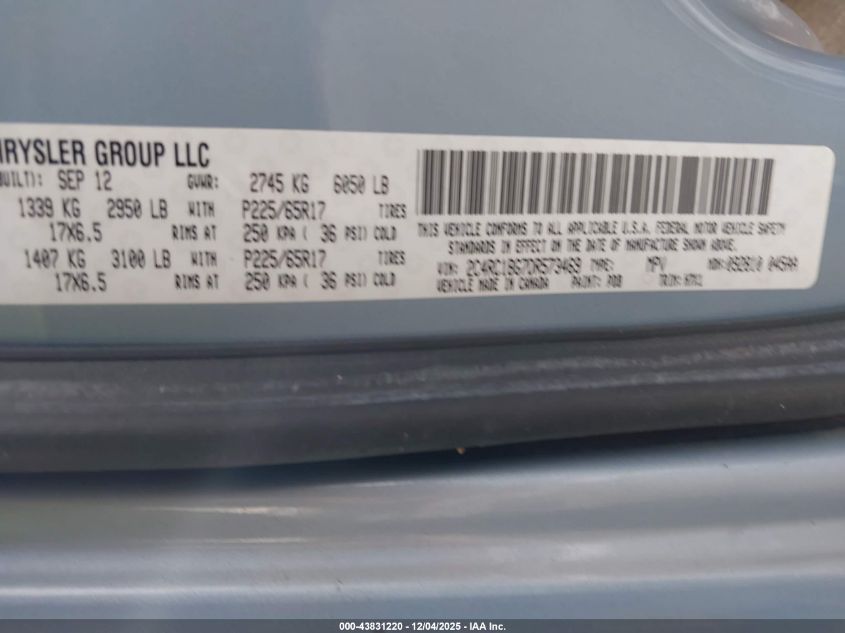 HRYSLER GROUP LLC
BUILT): SEP 12 GVWR: 2745 KG 6050 LB
1339 KG 2950 LB WITH P225/65R17 TIRES
17X6.5 RIMS AT 250 KPA ( 36 PSI) COLD
1407 KG 3100 LB WITH P225/65R17 TIRES
17X6.5 RIMS AT 250 KPA ( 36 PSI) COLD
THIS VEHICLE CONFORMS TO ALL APPLICABLE U.S.A. FEDERAL MOTOR VEHICLE SAFETY
STANDARDS IN EFFECT ON THE DATE OF MANUFACTURE SHOWN ABOVE.
VIN: TYPE: MPV MDH: 
VEHICLE MADE IN CANADA PAINT: TRIM:
000-43831220 - 12/04/2025 - IAA Inc.